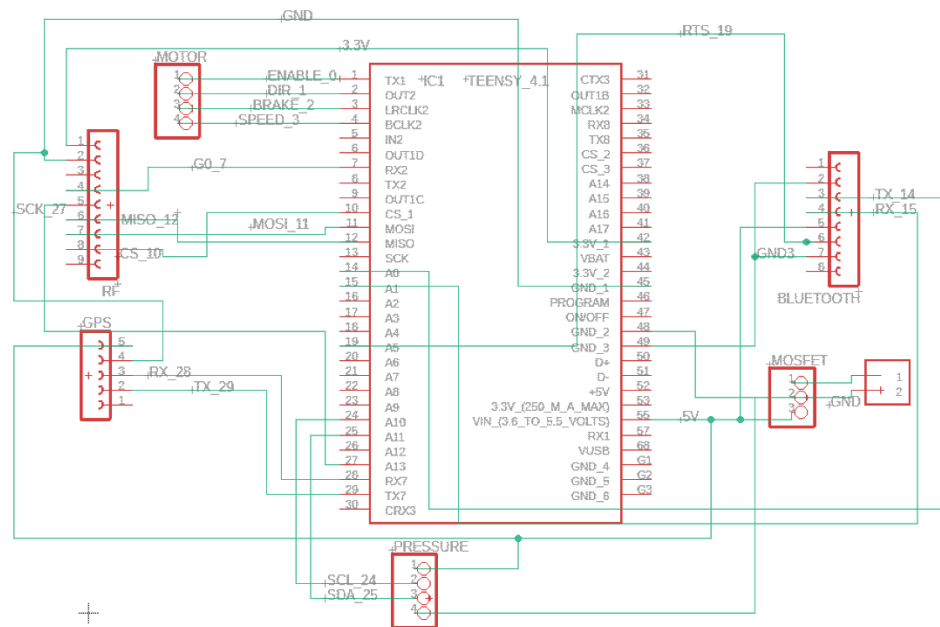 GND
3.3V
RTS_19
MOTOR
1
2
3
4
ENABLE_0
DIR_1
BRAKE_2
SPEED_3
IC1
TEENSY_4.1
1 TX1
2 OUT2
3 LRCLK2
4 BCLK2
5 IN2
6 OUT1D
7 RX2
8 TX2
9 OUT1C
10 CS_1
11 MOSI
12 MISO
13 SCK
14 A0
15 A1
16 A2
17 A3
18 A4
19 A5
20 A6
21 A7
22 A8
23 A9
24 A10
25 A11
26 A12
27 A13
28 RX7
29 TX7
30 CRX3
CTX3 31
OUT1B 32
MCLK2 33
RX8 34
TX8 35
CS_2 36
CS_3 37
A14 38
A15 39
A16 40
A17 41
3.3V_1 42
VBAT 43
3.3V_2 44
GND_1 45
PROGRAM 46
ON/OFF 47
GND_2 48
GND_3 49
D+ 50
D- 51
+5V 52
3.3V_(250_M_A_MAX) 53
VIN_(3.6_TO_5.5_VOLTS) 55
RX1 57
VUSB 68
GND_4 G1
GND_5 G2
GND_6 G3
1
2
3
4
5
6
7
8
9
RF
G0_7
SCK_27
MISO_12
MOSI_11
CS_10
GPS
5
4
3
2
1
RX_28
TX_29
1
2
3
4
5
6
7
8
BLUETOOTH
TX_14
RX_15
GND3
MOSFET
1
2
3
1
2
GND
5V
PRESSURE
1
2
3
4
SCL_24
SDA_25